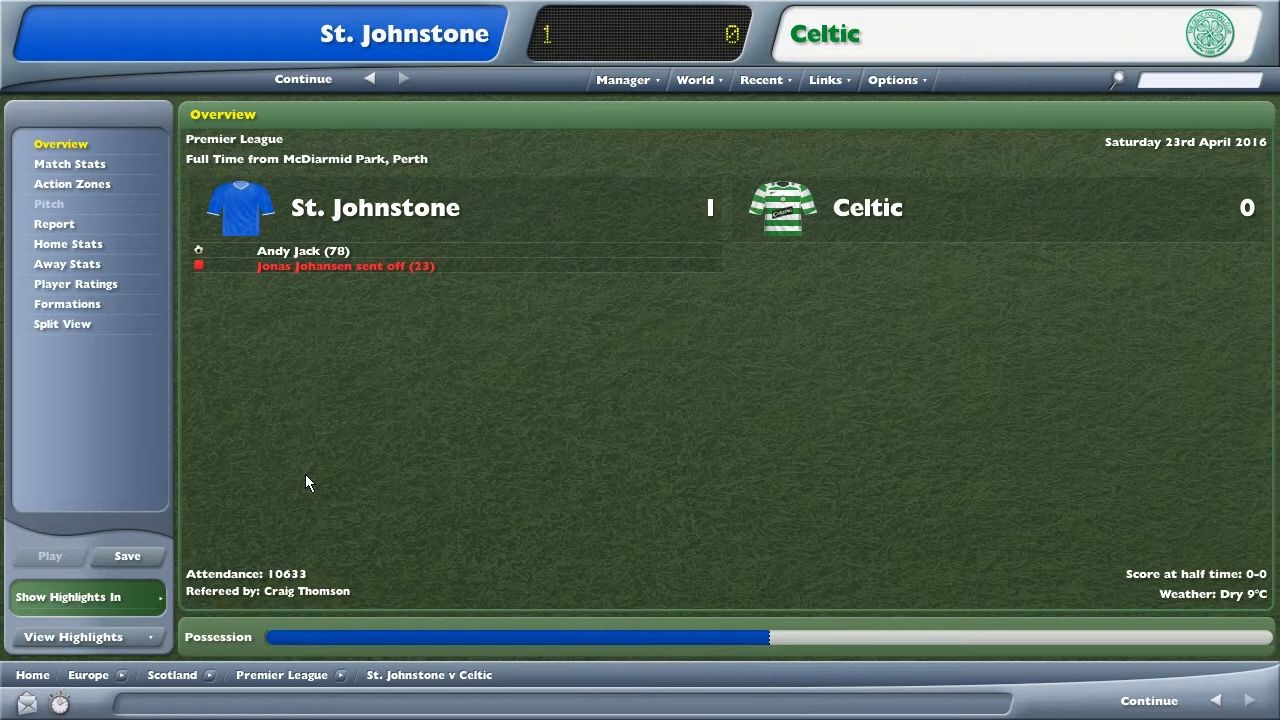 St. Johnstone
1 0
Celtic
Continue
Manager
World
Recent
Links
Options
Overview
Match Stats
Action Zones
Pitch
Report
Home Stats
Away Stats
Player Ratings
Formations
Split View
Play
Save
Show Highlights In
View Highlights
Overview
Premier League
Saturday 23rd April 2016
Full Time from McDiarmid Park, Perth
St. Johnstone 1
Celtic 0
CARLING
Andy Jack (78)
Jonas Johansen sent off (23)
Attendance: 10633
Score at half time: 0-0
Refereed by: Craig Thomson
Weather: Dry 9°C
Possession
Home
Europe
Scotland
Premier League
St. Johnstone v Celtic
Continue